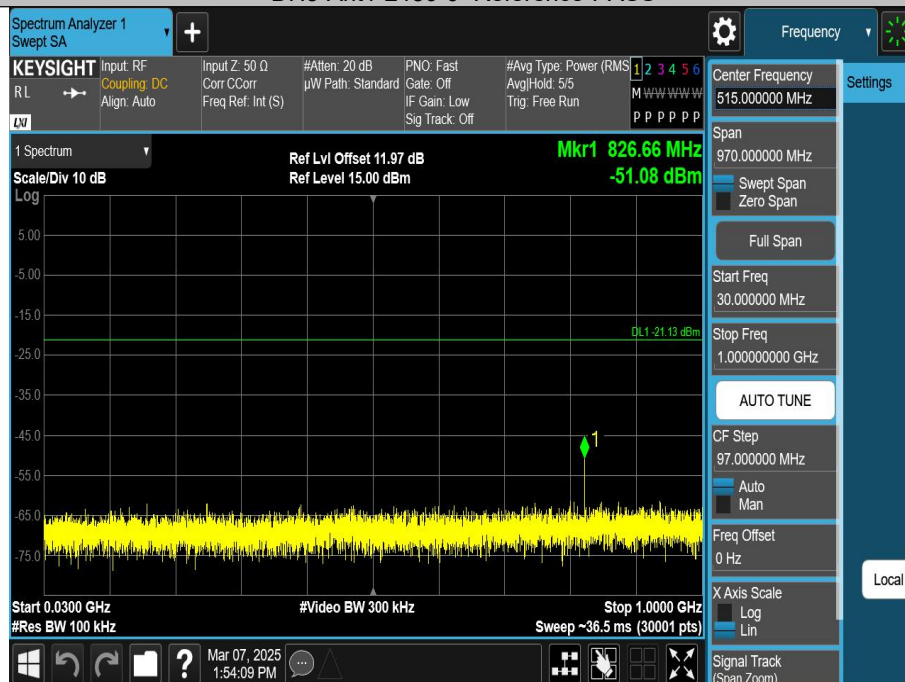 Spectrum Analyzer 1
Swept SA
Frequency
Settings
KEYSIGHT
RL
LXI
Input: RF
Coupling: DC
Align: Auto
Input Z: 50 Ω
Corr CCorr
Freq Ref: Int (S)
#Atten: 20 dB
µW Path: Standard
PNO: Fast
Gate: Off
IF Gain: Low
Sig Track: Off
#Avg Type: Power (RMS
Avg|Hold: 5/5
Trig: Free Run
1 2 3 4 5 6
M W W W W W
P P P P P P
1 Spectrum
Scale/Div 10 dB
Log
Ref Lvl Offset 11.97 dB
Ref Level 15.00 dBm
Mkr1 826.66 MHz
-51.08 dBm
5.00
-5.00
-15.0
DL1 -21.13 dBm
-25.0
-35.0
-45.0
1
-55.0
-65.0
-75.0
Start 0.0300 GHz
#Video BW 300 kHz
Stop 1.0000 GHz
#Res BW 100 kHz
Sweep ~36.5 ms (30001 pts)
Mar 07, 2025
1:54:09 PM
Center Frequency
515.000000 MHz
Span
970.000000 MHz
Swept Span
Zero Span
Full Span
Start Freq
30.000000 MHz
Stop Freq
1.000000000 GHz
AUTO TUNE
CF Step
97.000000 MHz
Auto
Man
Freq Offset
0 Hz
X Axis Scale
Log
Lin
Signal Track
(Span Zoom)
Local